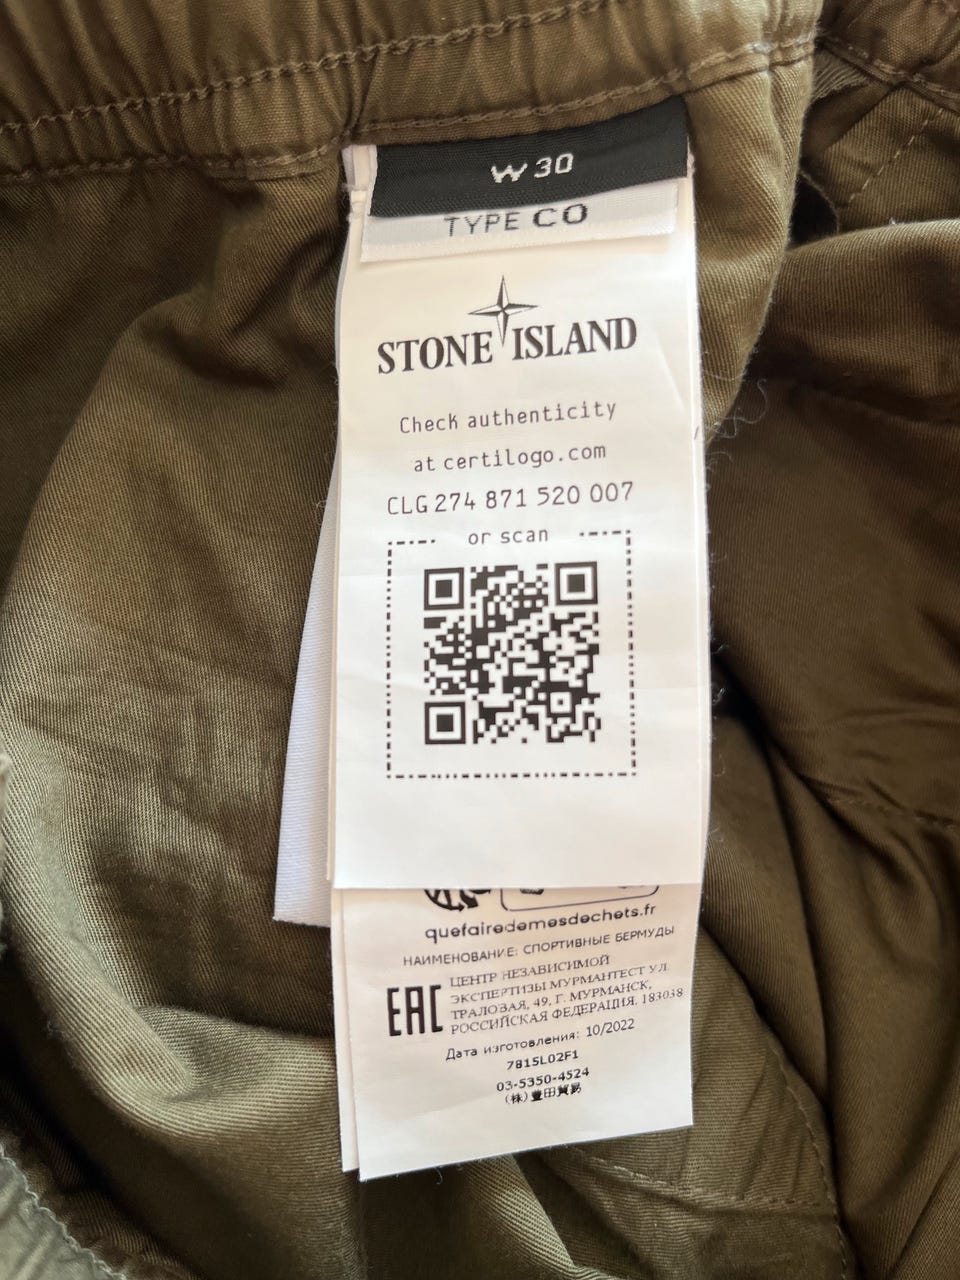 W 30
TYPE CO
STONE ISLAND
Check authenticity
at certilogo.com
CLG 274 871 520 007
or scan
quefairedemesdechets.fr
НАИМЕНОВАНИЕ: СПОРТИВНЫЕ БЕРМУДЫ
EAC
ЦЕНТР НЕЗАВИСИМОЙ
ЭКСПЕРТИЗЫ МУРМАНТЕСТ УЛ.
ТРАЛОВАЯ, 49, Г. МУРМАНСК,
РОССИЙСКАЯ ФЕДЕРАЦИЯ, 183038
Дата изготовления: 10/2022
7815L02F1
03-5350-4524
(株) 豊田貿易